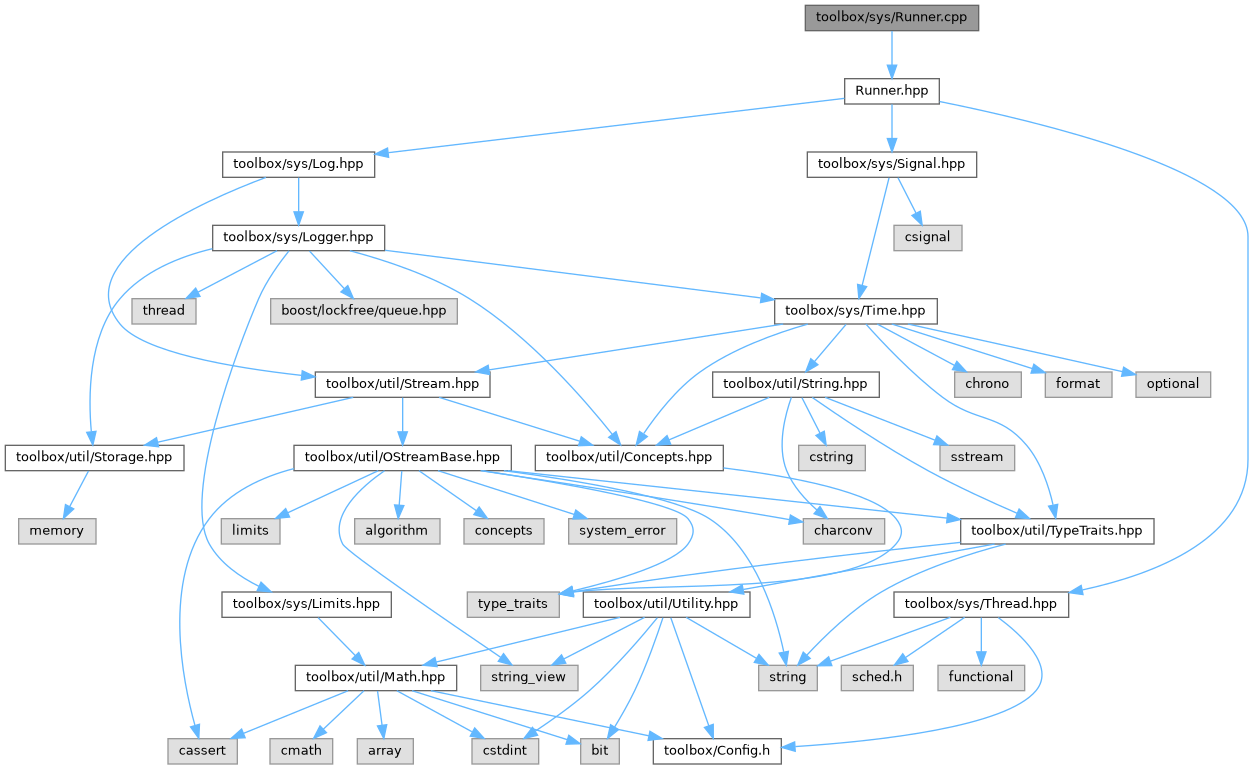 toolbox/sys/Runner.cpp
Runner.hpp
toolbox/sys/Log.hpp
toolbox/sys/Signal.hpp
toolbox/sys/Logger.hpp
csignal
thread
boost/lockfree/queue.hpp
toolbox/sys/Time.hpp
toolbox/util/Stream.hpp
toolbox/util/String.hpp
chrono
format
optional
toolbox/util/Storage.hpp
toolbox/util/OStreamBase.hpp
toolbox/util/Concepts.hpp
cstring
sstream
memory
limits
algorithm
concepts
system_error
charconv
toolbox/util/TypeTraits.hpp
toolbox/sys/Limits.hpp
type_traits
toolbox/util/Utility.hpp
toolbox/sys/Thread.hpp
toolbox/util/Math.hpp
string_view
string
sched.h
functional
cassert
cmath
array
cstdint
bit
toolbox/Config.h